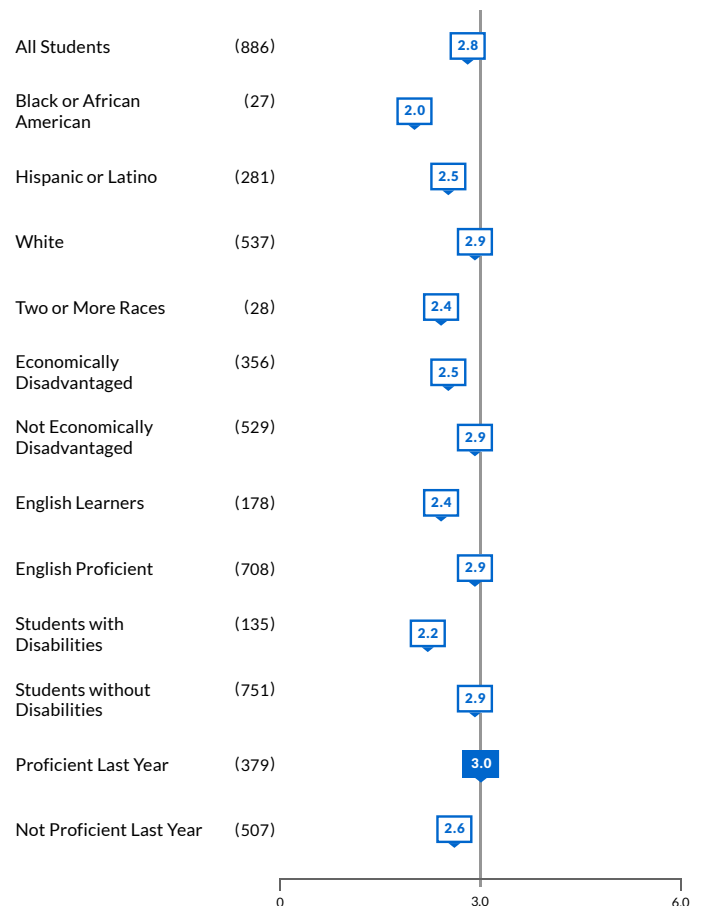 All Students (886) 2.8
Black or African (27) 2.0
American
Hispanic or Latino (281) 2.5
White (537) 2.9
Two or More Races (28) 2.4
Economically (356) 2.5
Disadvantaged
Not Economically (529) 2.9
Disadvantaged
English Learners (178) 2.4
English Proficient (708) 2.9
Students with (135) 2.2
Disabilities
Students without (751) 2.9
Disabilities
Proficient Last Year (379) 3.0
Not Proficient Last Year (507) 2.6
0 3.0 6.0